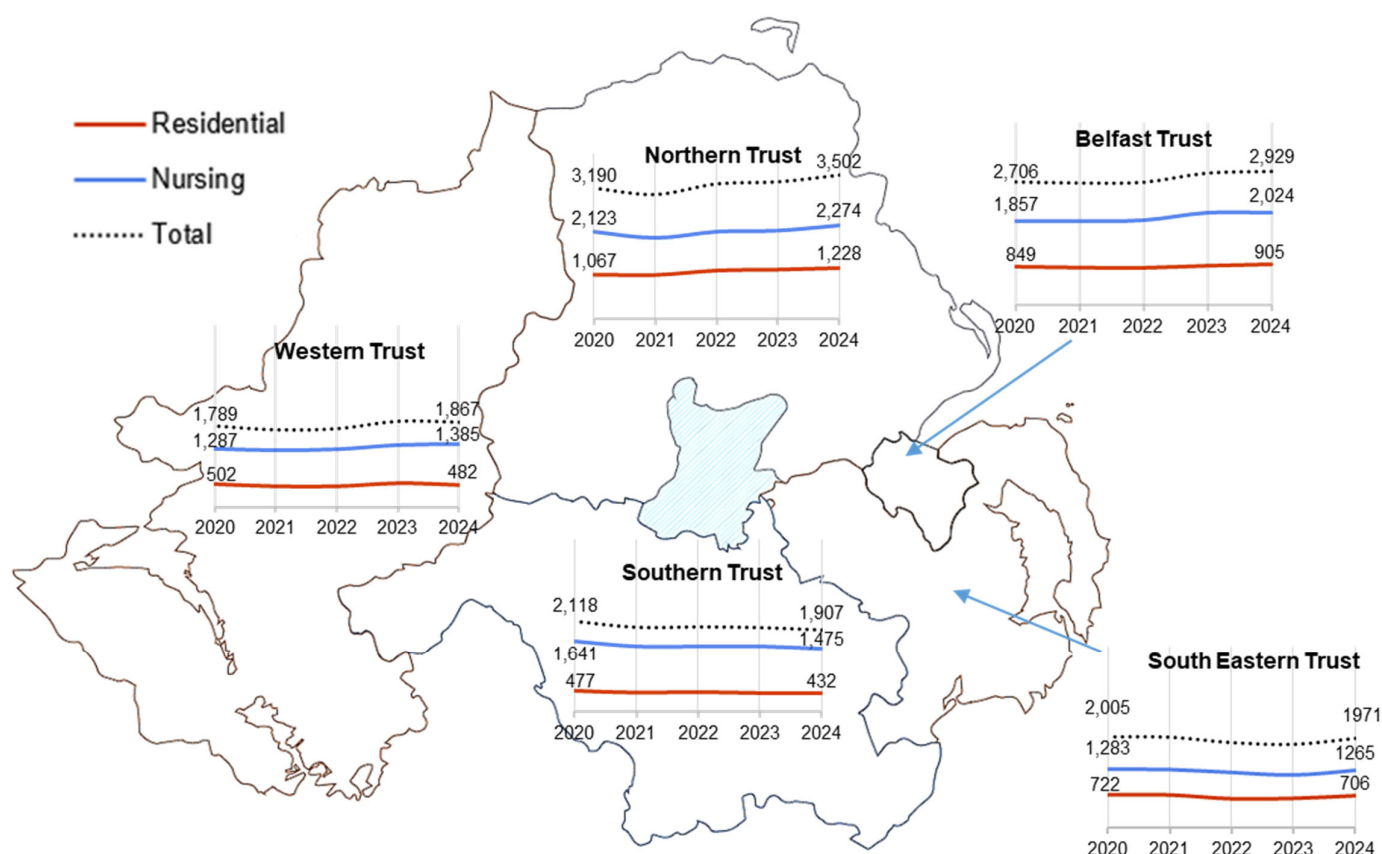 Residential
Nursing
Total
Northern Trust
3,190
3,502
2,123
2,274
1,067
1,228
2020 2021 2022 2023 2024
Belfast Trust
2,706
2,929
1,857
2,024
849
905
2020 2021 2022 2023 2024
Western Trust
1,789
1,867
1,287
1,385
502
482
2020 2021 2022 2023 2024
Southern Trust
2,118
1,907
1,641
1,475
477
432
2020 2021 2022 2023 2024
South Eastern Trust
2,005
1971
1,283
1265
722
706
2020 2021 2022 2023 2024